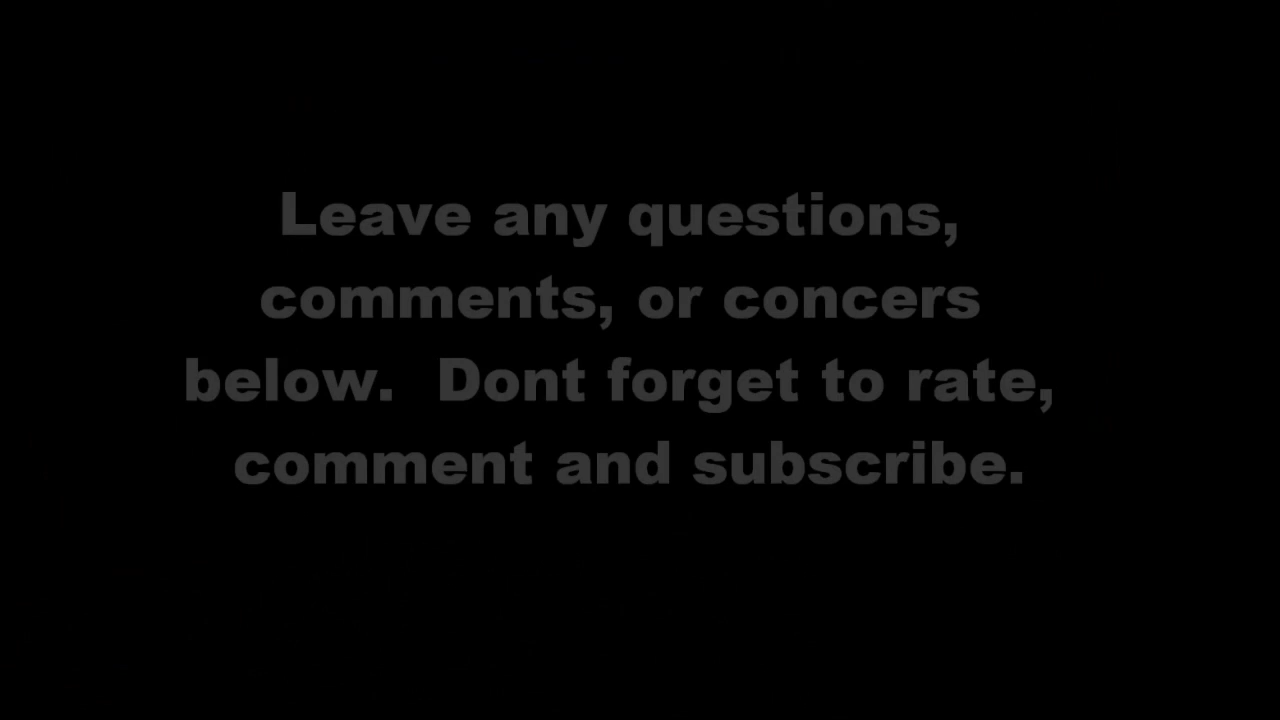 Leave any questions,
comments, or concers
below.  Dont forget to rate,
comment and subscribe.